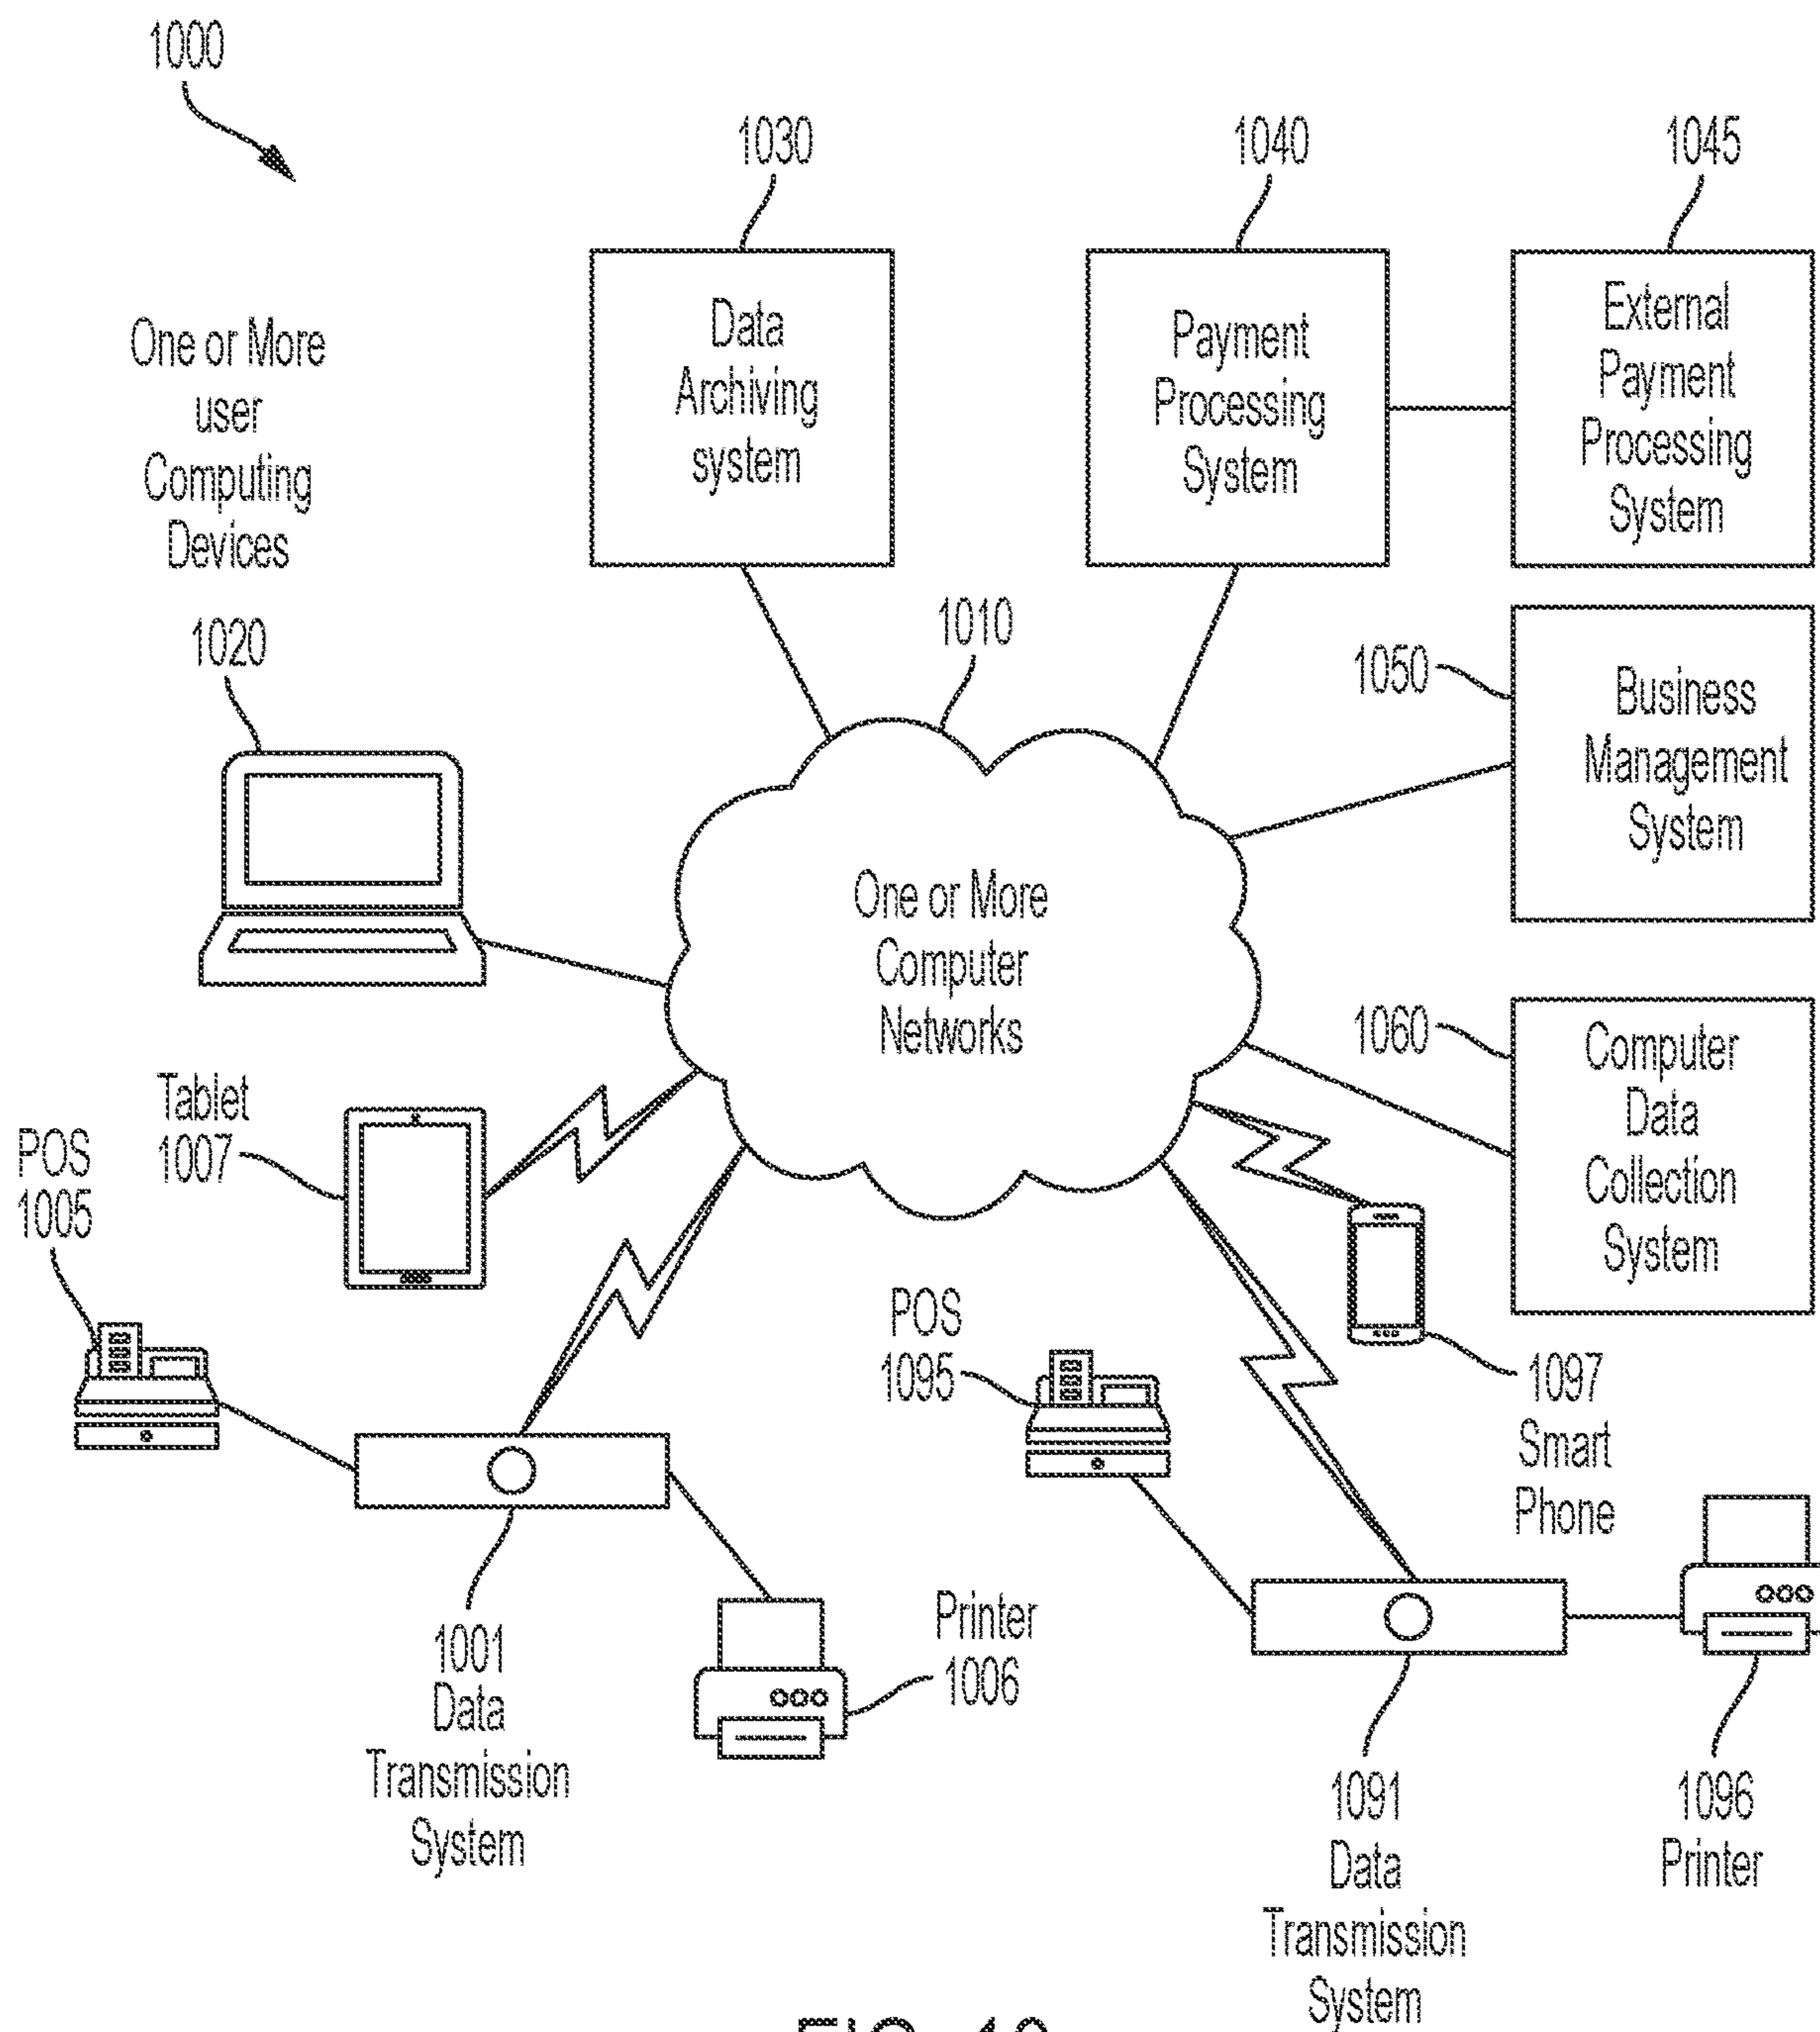 1000
1030
1040
1045
One or More
user
Computing
Devices
Data
Archiving
system
Payment
Processing
System
External
Payment
Processing
System
1020
1010
1050
Business
Management
System
One or More
Computer
Networks
1060
Computer
Data
Collection
System
Tablet
1007
POS
1005
POS
1095
1097
Smart
Phone
Printer
1006
1001
Data
Transmission
System
1091
Data
Transmission
System
1096
Printer